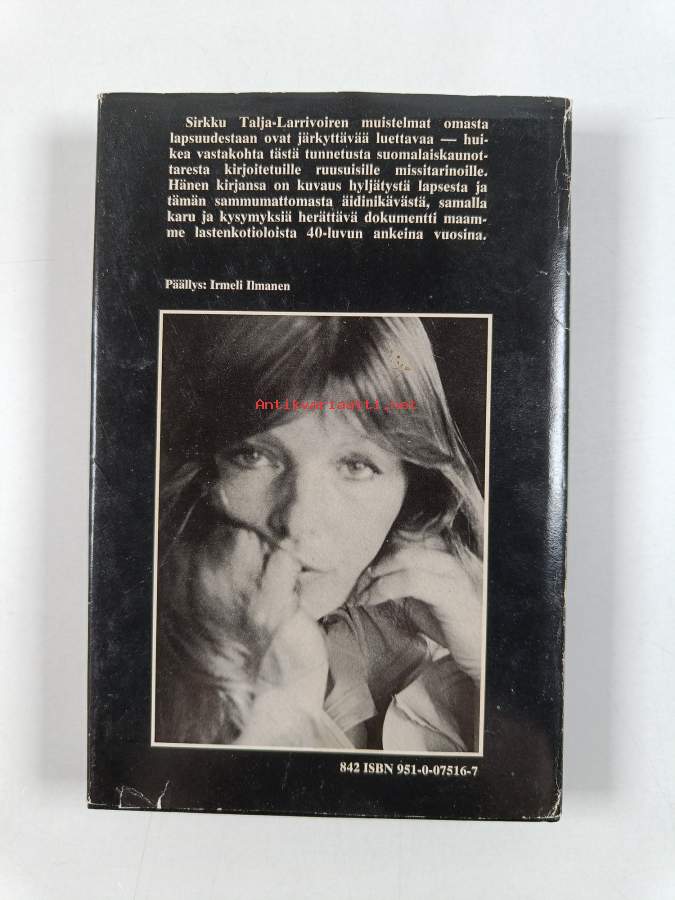 Sirkku Talja-Larrivoiren muistelmat omasta
lapsuudestaan ovat järkyttävää luettavaa — hui-
kea vastakohta tästä tunnetusta suomalaiskaunot-
taresta kirjoitetuille ruusuisille missitarinoille.
Hänen kirjansa on kuvaus hyljätystä lapsesta ja
tämän sammumattomasta äidinikävästä, samalla
karu ja kysymyksiä herättävä dokumentti maam-
me lastenkotioloista 40-luvun ankeina vuosina.
Päällys: Irmeli Ilmanen
Antikvariaatti.net
842 ISBN 951-0-07516-7